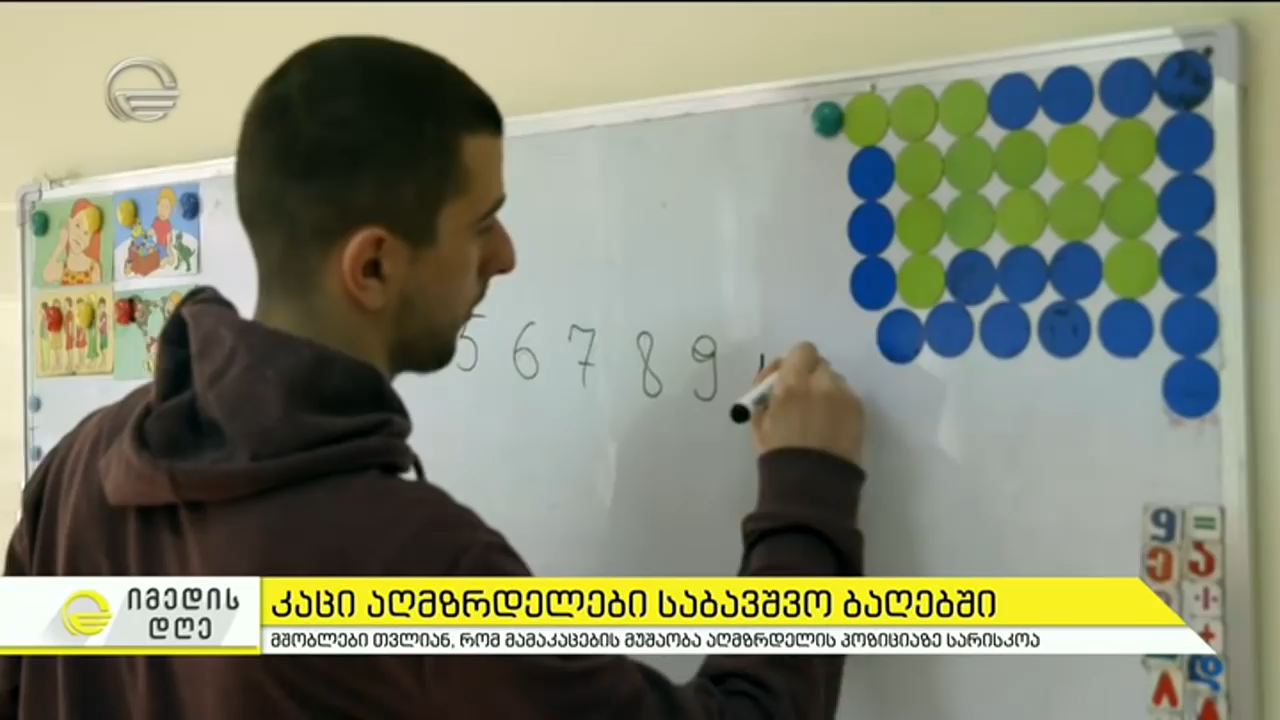 5 6 7 8 9
9 =
ე ა
÷
+
ᲘᲛᲔᲓᲘᲡ
ᲓᲦᲔ
ᲙᲐᲪᲘ ᲐᲦᲛᲖᲠᲓᲔᲚᲔᲑᲘ ᲡᲐᲑᲐᲕᲨᲕᲝ ᲑᲐᲦᲔᲑᲨᲘ
ᲛᲨᲝᲑᲚᲔᲑᲘ ᲗᲕᲚᲘᲐᲜ, ᲠᲝᲛ ᲛᲐᲛᲐᲙᲐᲪᲔᲑᲘᲡ ᲛᲣᲨᲐᲝᲑᲐ ᲐᲦᲛᲖᲠᲓᲔᲚᲘᲡ ᲞᲝᲖᲘᲪᲘᲐᲖᲔ ᲡᲐᲠᲘᲡᲙᲝᲐ